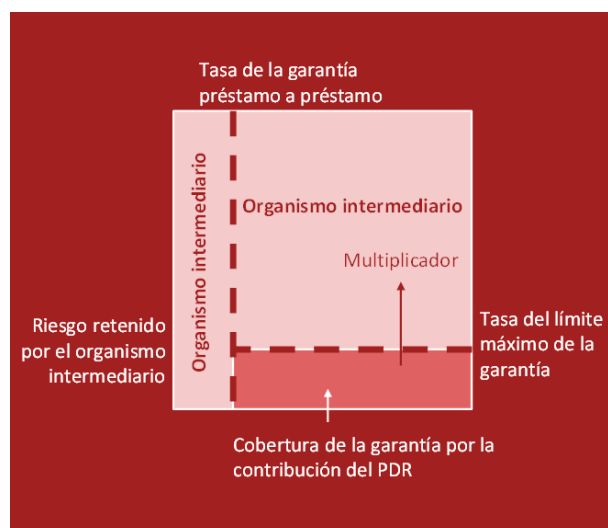 Tasa de la garantía
préstamo a préstamo
Organismo intermediario
Organismo intermediario
Multiplicador
Riesgo retenido
por el organismo
intermediario
Tasa del límite
máximo de la
garantía
Cobertura de la garantía por la
contribución del PDR